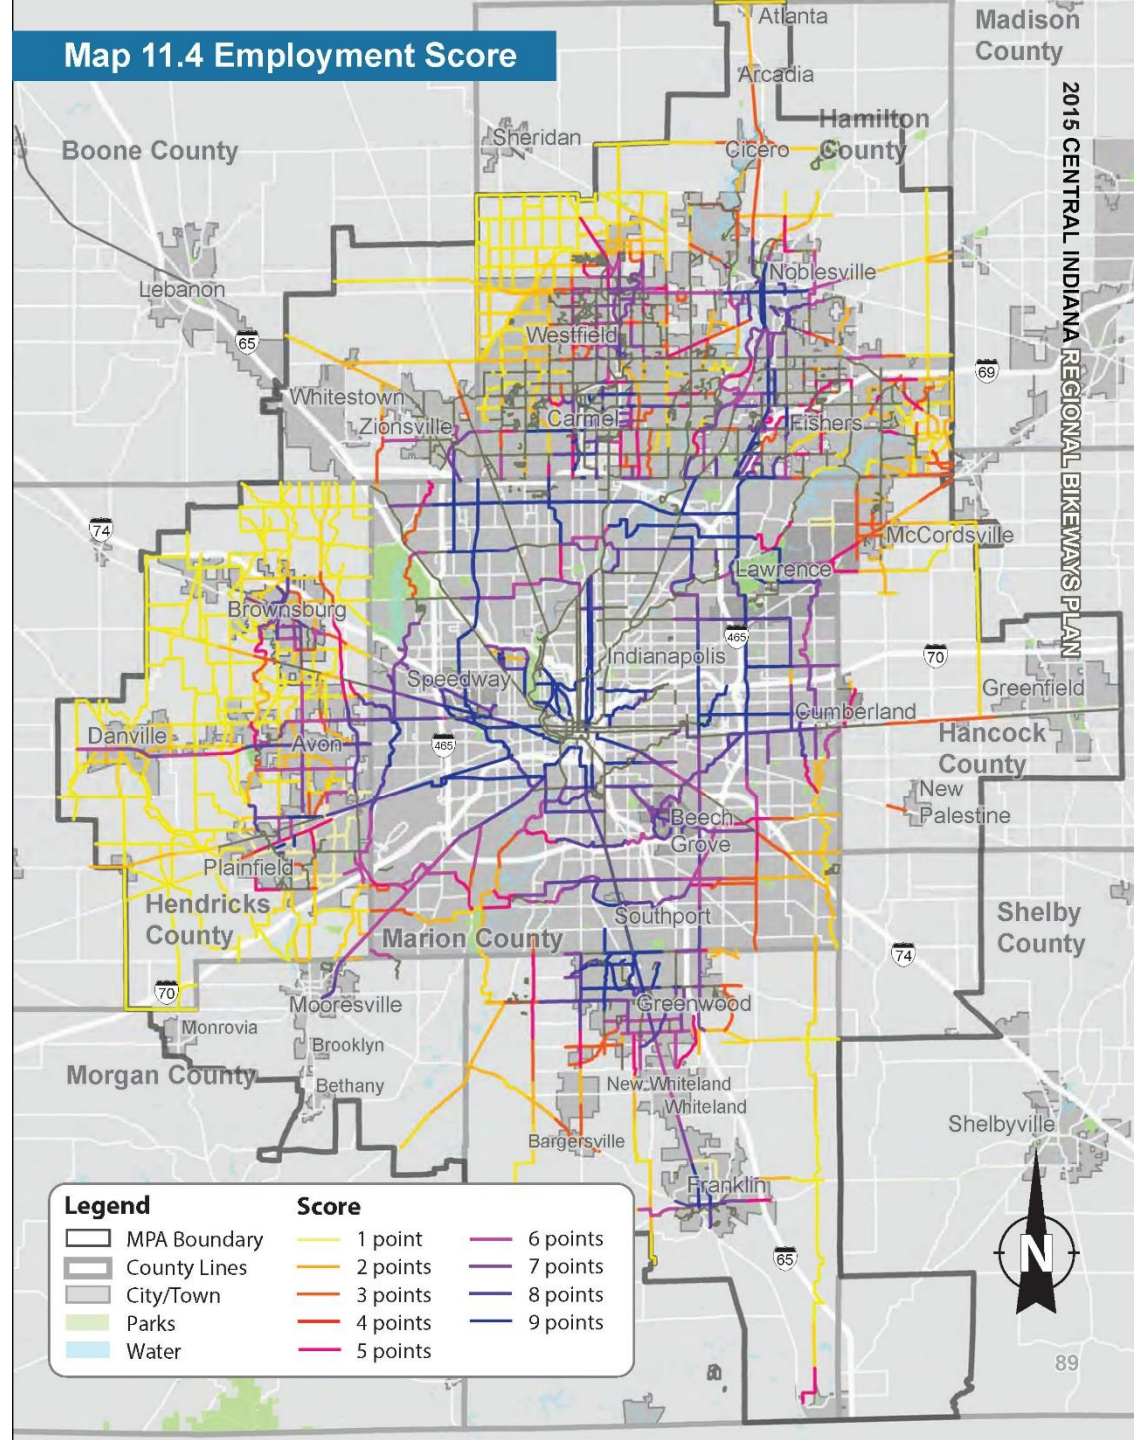 Map 11.4 Employment Score
Atlanta
Madison
County
Arcadia
2015 CENTRAL INDIANA REGIONAL BIKEWAYS PLAN
Hamilton
County
Sheridan
Boone County
Cicero
Noblesville
Lebanon
65
Westfield
69
Whitestown
Carmel
Zionsville
Fishers
74
McCordsville
Lawrence
Brownsburg
465
Indianapolis
70
Speedway
Greenfield
Cumberland
Danville
Avon
465
Hancock
County
New
Palestine
Beech
Grove
Plainfield
Hendricks
County
Southport
Shelby
County
Marion County
74
70
Mooresville
Greenwood
Monrovia
Brooklyn
Morgan County
Bethany
New Whiteland
Whiteland
Shelbyville
Bargersville
Franklin
65
N
Legend
MPA Boundary
County Lines
City/Town
Parks
Water
Score
1 point
2 points
3 points
4 points
5 points
6 points
7 points
8 points
9 points
89